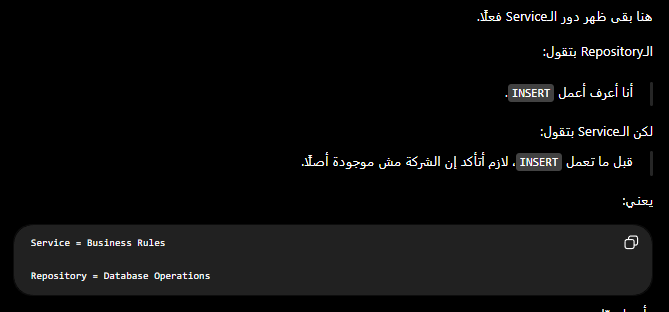 هنا بقى ظهر دور الـService فعلًا.
الـRepository بتقول:
أنا أعرف أعمل INSERT.
لكن الـService بتقول:
قبل ما تعمل INSERT، لازم أتأكد إن الشركة مش موجودة أصلًا.
يعني:
Service = Business Rules
Repository = Database Operations